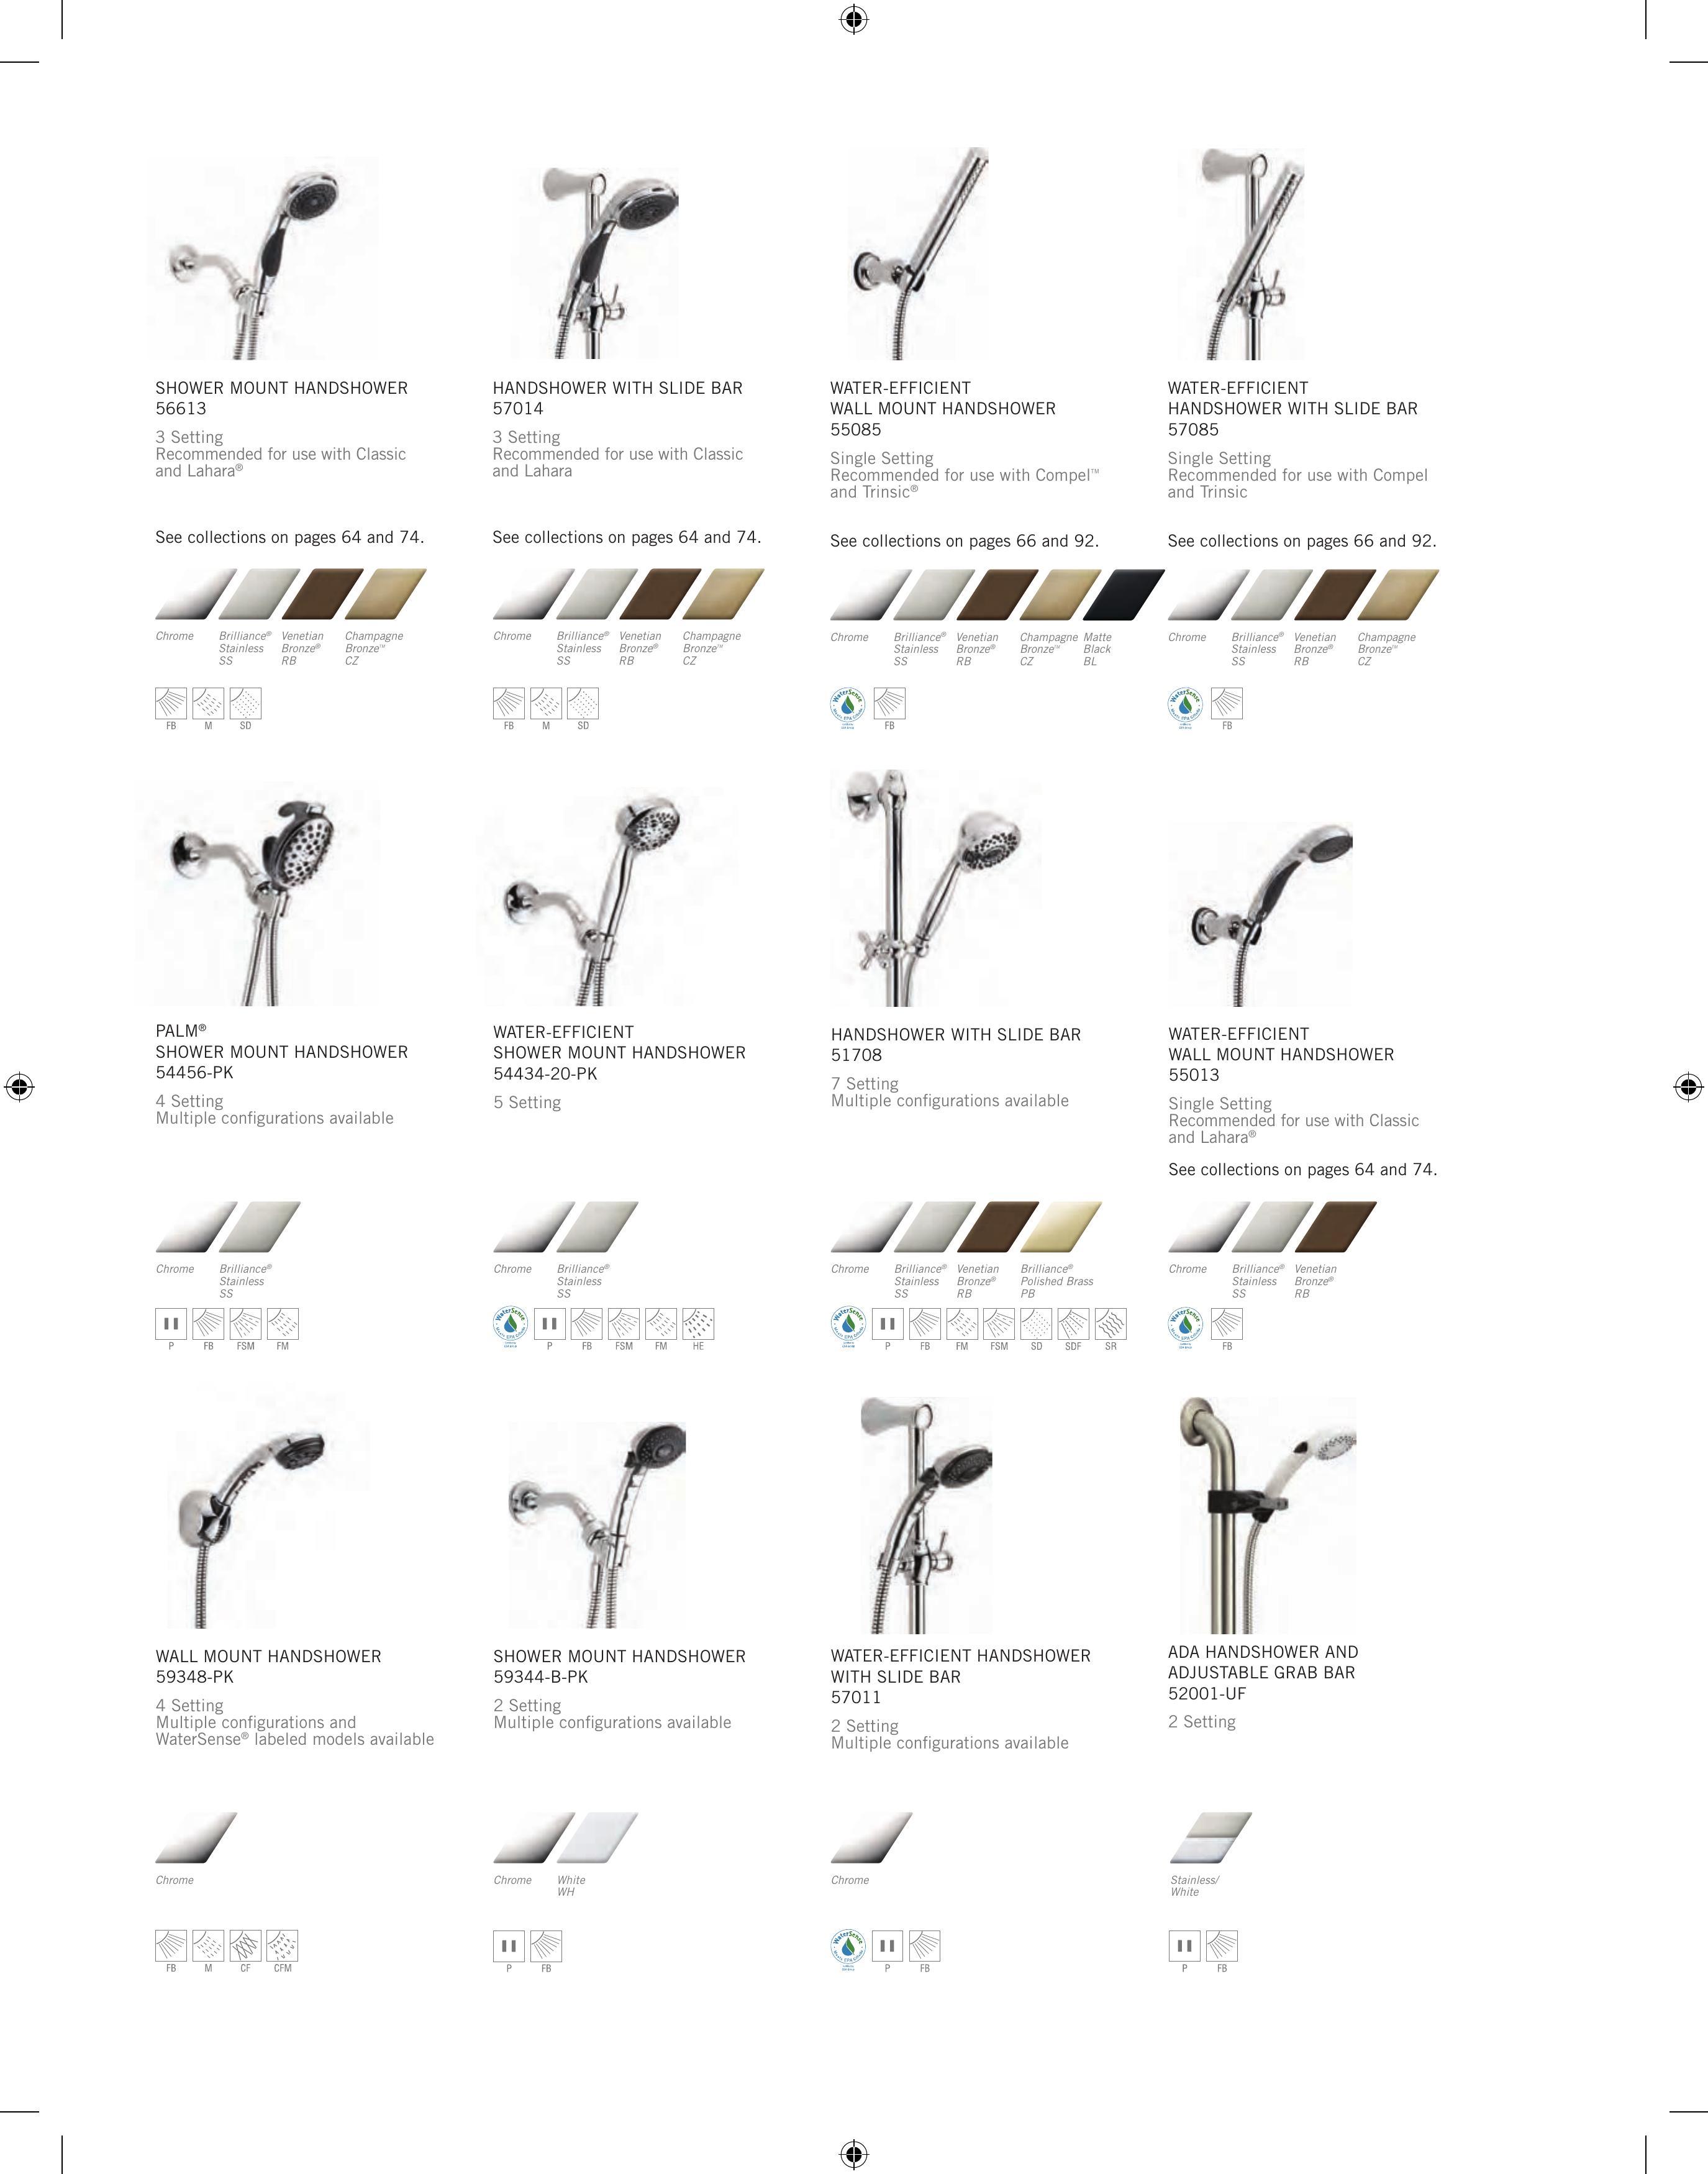 SHOWER MOUNT HANDSHOWER
56613
3 Setting
Recommended for use with Classic
and Lahara®
See collections on pages 64 and 74.
Chrome
Brilliance®
Stainless
SS
Venetian
Bronze®
RB
Champagne
Bronze™
CZ
FB
M
SD
HANDSHOWER WITH SLIDE BAR
57014
3 Setting
Recommended for use with Classic
and Lahara
See collections on pages 64 and 74.
Chrome
Brilliance®
Stainless
SS
Venetian
Bronze®
RB
Champagne
Bronze™
CZ
FB
M
SD
WATER-EFFICIENT
WALL MOUNT HANDSHOWER
55085
Single Setting
Recommended for use with Compel™
and Trinsic®
See collections on pages 66 and 92.
Chrome
Brilliance®
Stainless
SS
Venetian
Bronze®
RB
Champagne
Bronze™
CZ
Matte
Black
BL
WaterSense
FB
WATER-EFFICIENT
HANDSHOWER WITH SLIDE BAR
57085
Single Setting
Recommended for use with Compel
and Trinsic
See collections on pages 66 and 92.
Chrome
Brilliance®
Stainless
SS
Venetian
Bronze®
RB
Champagne
Bronze™
CZ
WaterSense
FB
PALM®
SHOWER MOUNT HANDSHOWER
54456-PK
4 Setting
Multiple configurations available
Chrome
Brilliance®
Stainless
SS
P
FB
FSM
FM
WATER-EFFICIENT
SHOWER MOUNT HANDSHOWER
54434-20-PK
5 Setting
Chrome
Brilliance®
Stainless
SS
WaterSense
P
FB
FSM
FM
HE
HANDSHOWER WITH SLIDE BAR
51708
7 Setting
Multiple configurations available
Chrome
Brilliance®
Stainless
SS
Venetian
Bronze®
RB
Brilliance®
Polished Brass
PB
WaterSense
P
FB
FM
FSM
SD
SDF
SR
WATER-EFFICIENT
WALL MOUNT HANDSHOWER
55013
Single Setting
Recommended for use with Classic
and Lahara®
See collections on pages 64 and 74.
Chrome
Brilliance®
Stainless
SS
Venetian
Bronze®
RB
WaterSense
FB
WALL MOUNT HANDSHOWER
59348-PK
4 Setting
Multiple configurations and
WaterSense® labeled models available
Chrome
FB
M
CF
CFM
SHOWER MOUNT HANDSHOWER
59344-B-PK
2 Setting
Multiple configurations available
Chrome
White
WH
P
FB
WATER-EFFICIENT HANDSHOWER
WITH SLIDE BAR
57011
2 Setting
Multiple configurations available
Chrome
WaterSense
P
FB
ADA HANDSHOWER AND
ADJUSTABLE GRAB BAR
52001-UF
2 Setting
Stainless/
White
P
FB